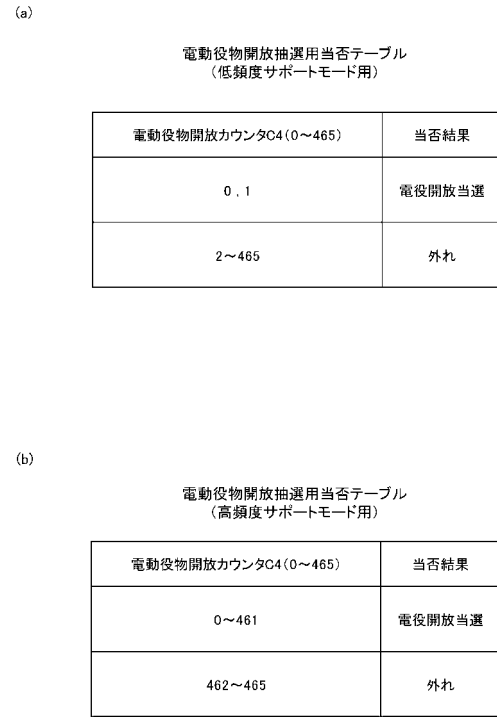 (a)
電動役物開放抽選用当否テーブル
(低頻度サポートモード用)
電動役物開放カウンタC4(0～465) 当否結果
0,1 電役開放当選
2～465 外れ
(b)
電動役物開放抽選用当否テーブル
(高頻度サポートモード用)
電動役物開放カウンタC4(0～465) 当否結果
0～461 電役開放当選
462～465 外れ